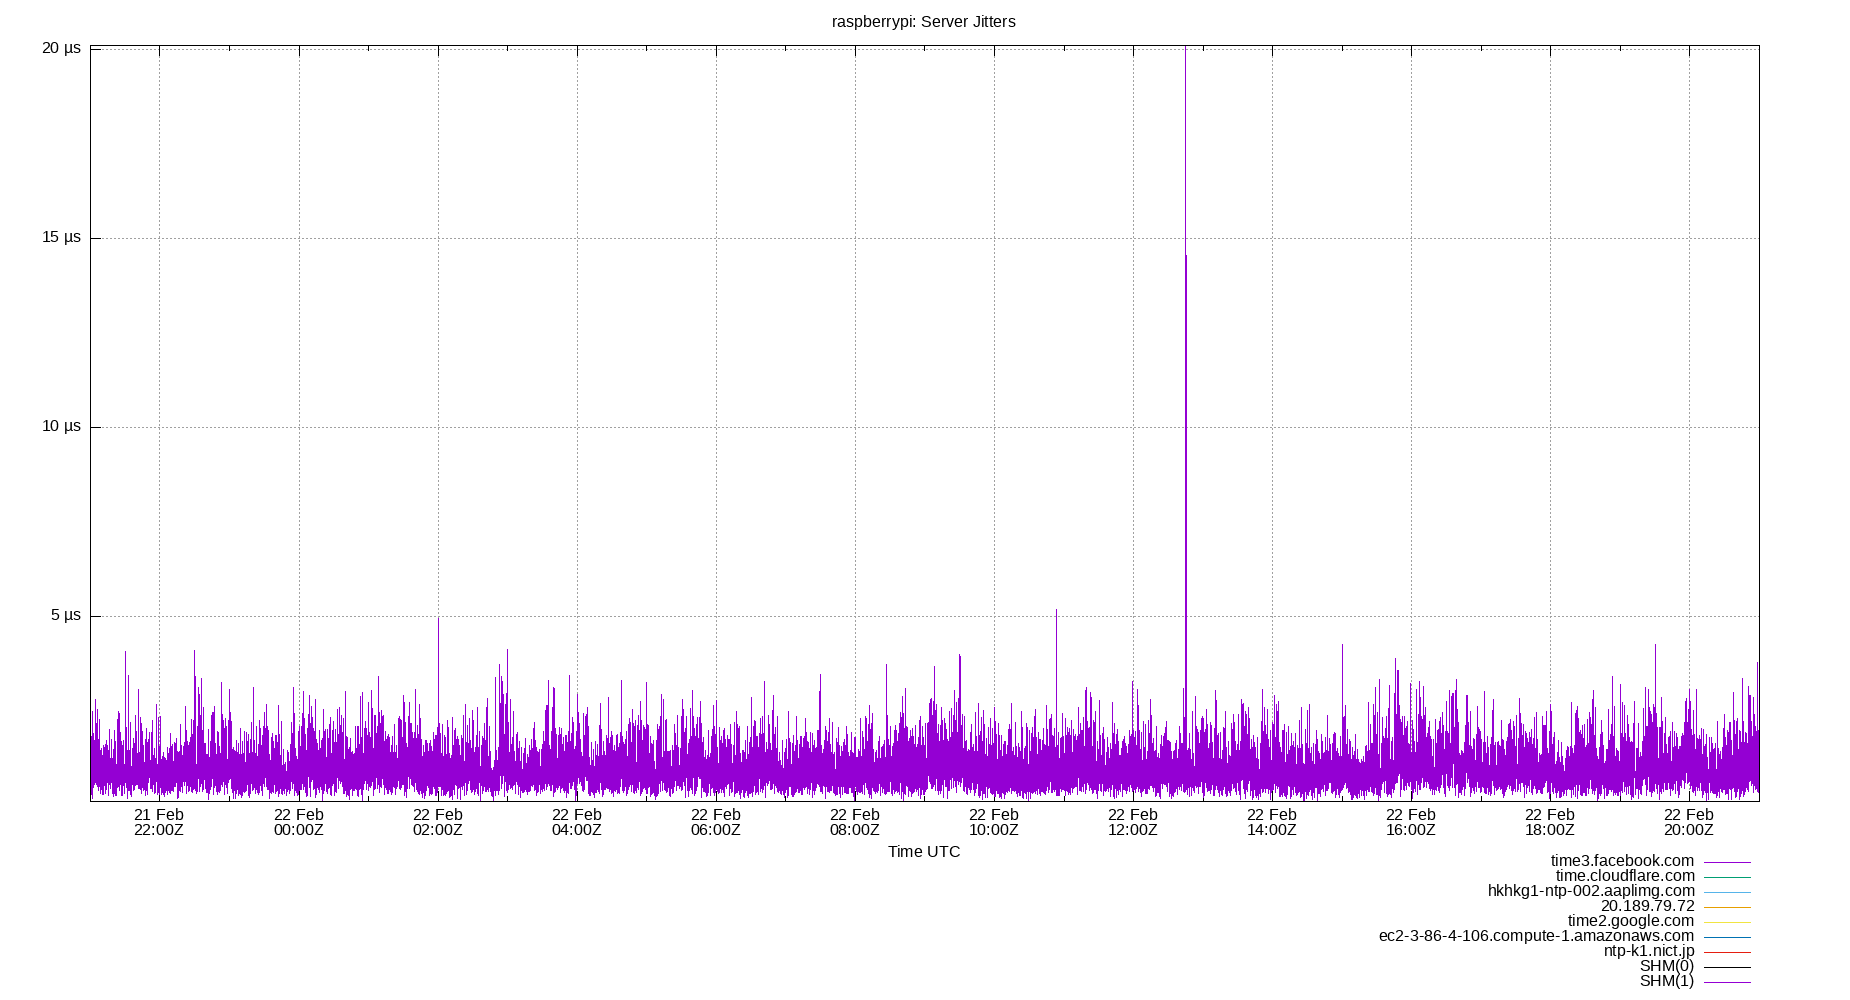 raspberrypi: Server Jitters
20 µs
15 µs
10 µs
5 µs
21 Feb 22 Feb 22 Feb 22 Feb 22 Feb 22 Feb 22 Feb 22 Feb 22 Feb 22 Feb 22 Feb 22 Feb
22:00Z 00:00Z 02:00Z 04:00Z 06:00Z 08:00Z 10:00Z 12:00Z 14:00Z 16:00Z 18:00Z 20:00Z
Time UTC
time3.facebook.com
time.cloudflare.com
hkhkg1-ntp-002.aaplimg.com
20.189.79.72
time2.google.com
ec2-3-86-4-106.compute-1.amazonaws.com
ntp-k1.nict.jp
SHM(0)
SHM(1)